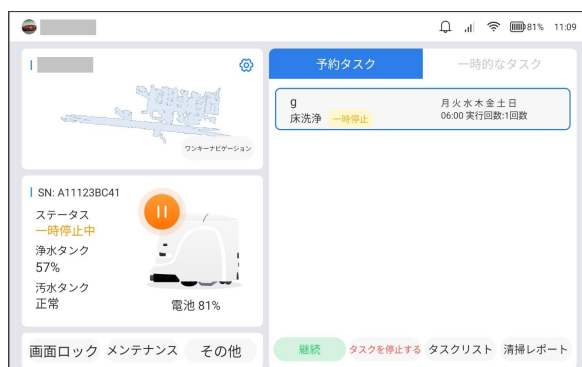 81% 11:09
ワンキーナビゲーション
SN: A11123BC41
ステータス
一時停止中
浄水タンク
57%
汚水タンク
正常
電池 81%
画面ロック メンテナンス その他
予約タスク 一時的なタスク
g 月火水木金土日
床洗浄 一時停止 06:00 実行回数:1回数
継続 タスクを停止する タスクリスト 清掃レポート